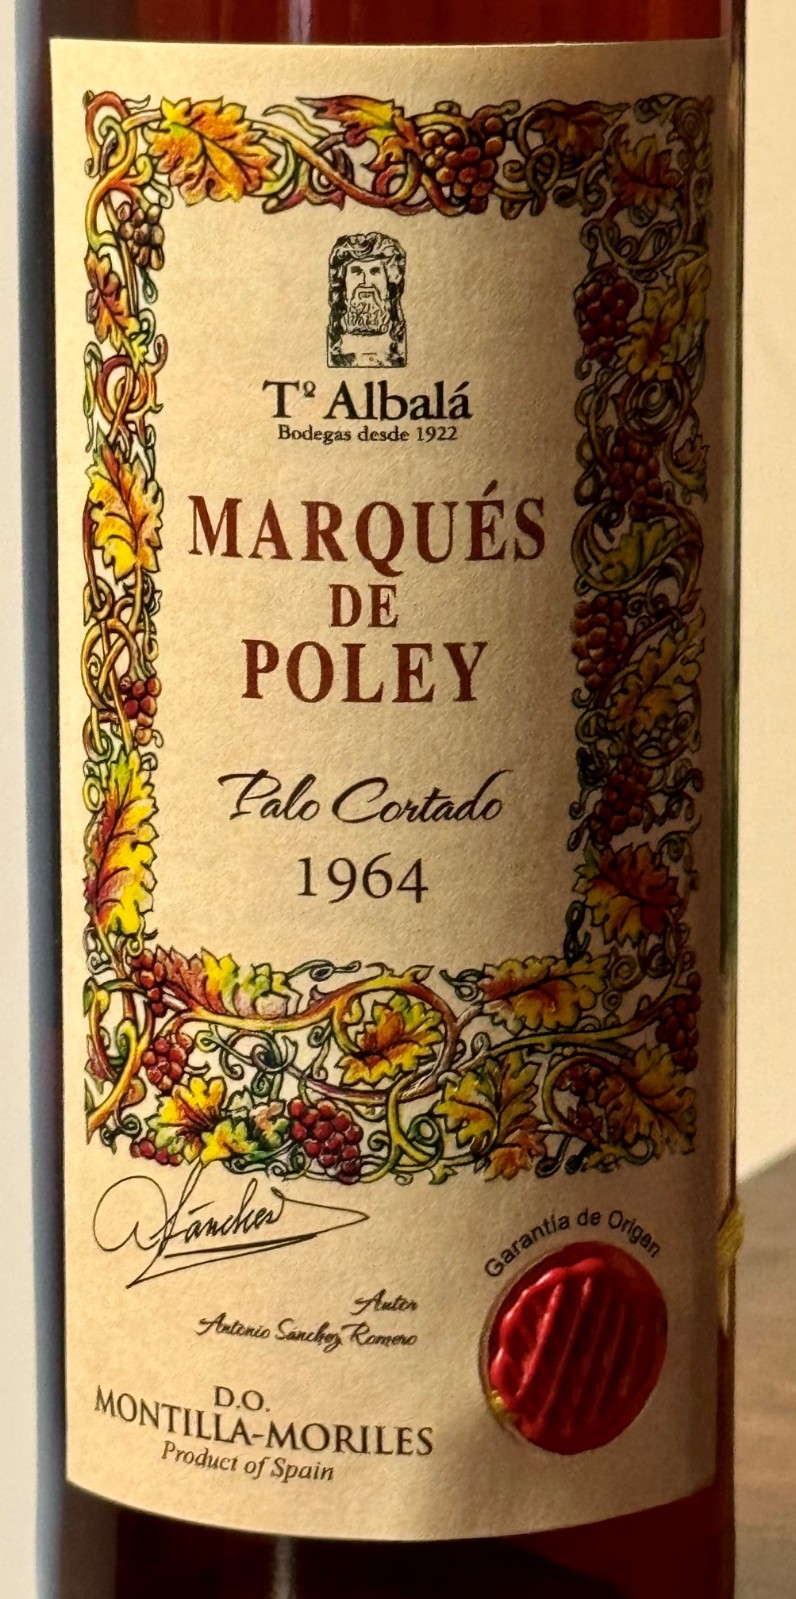 Tº Albalá
Bodegas desde 1922
MARQUÉS
DE
POLEY
Palo Cortado
1964
ASánchez
Autor
Antonio Sánchez Romero
Garantía de Origen
D.O.
MONTILLA-MORILES
Product of Spain